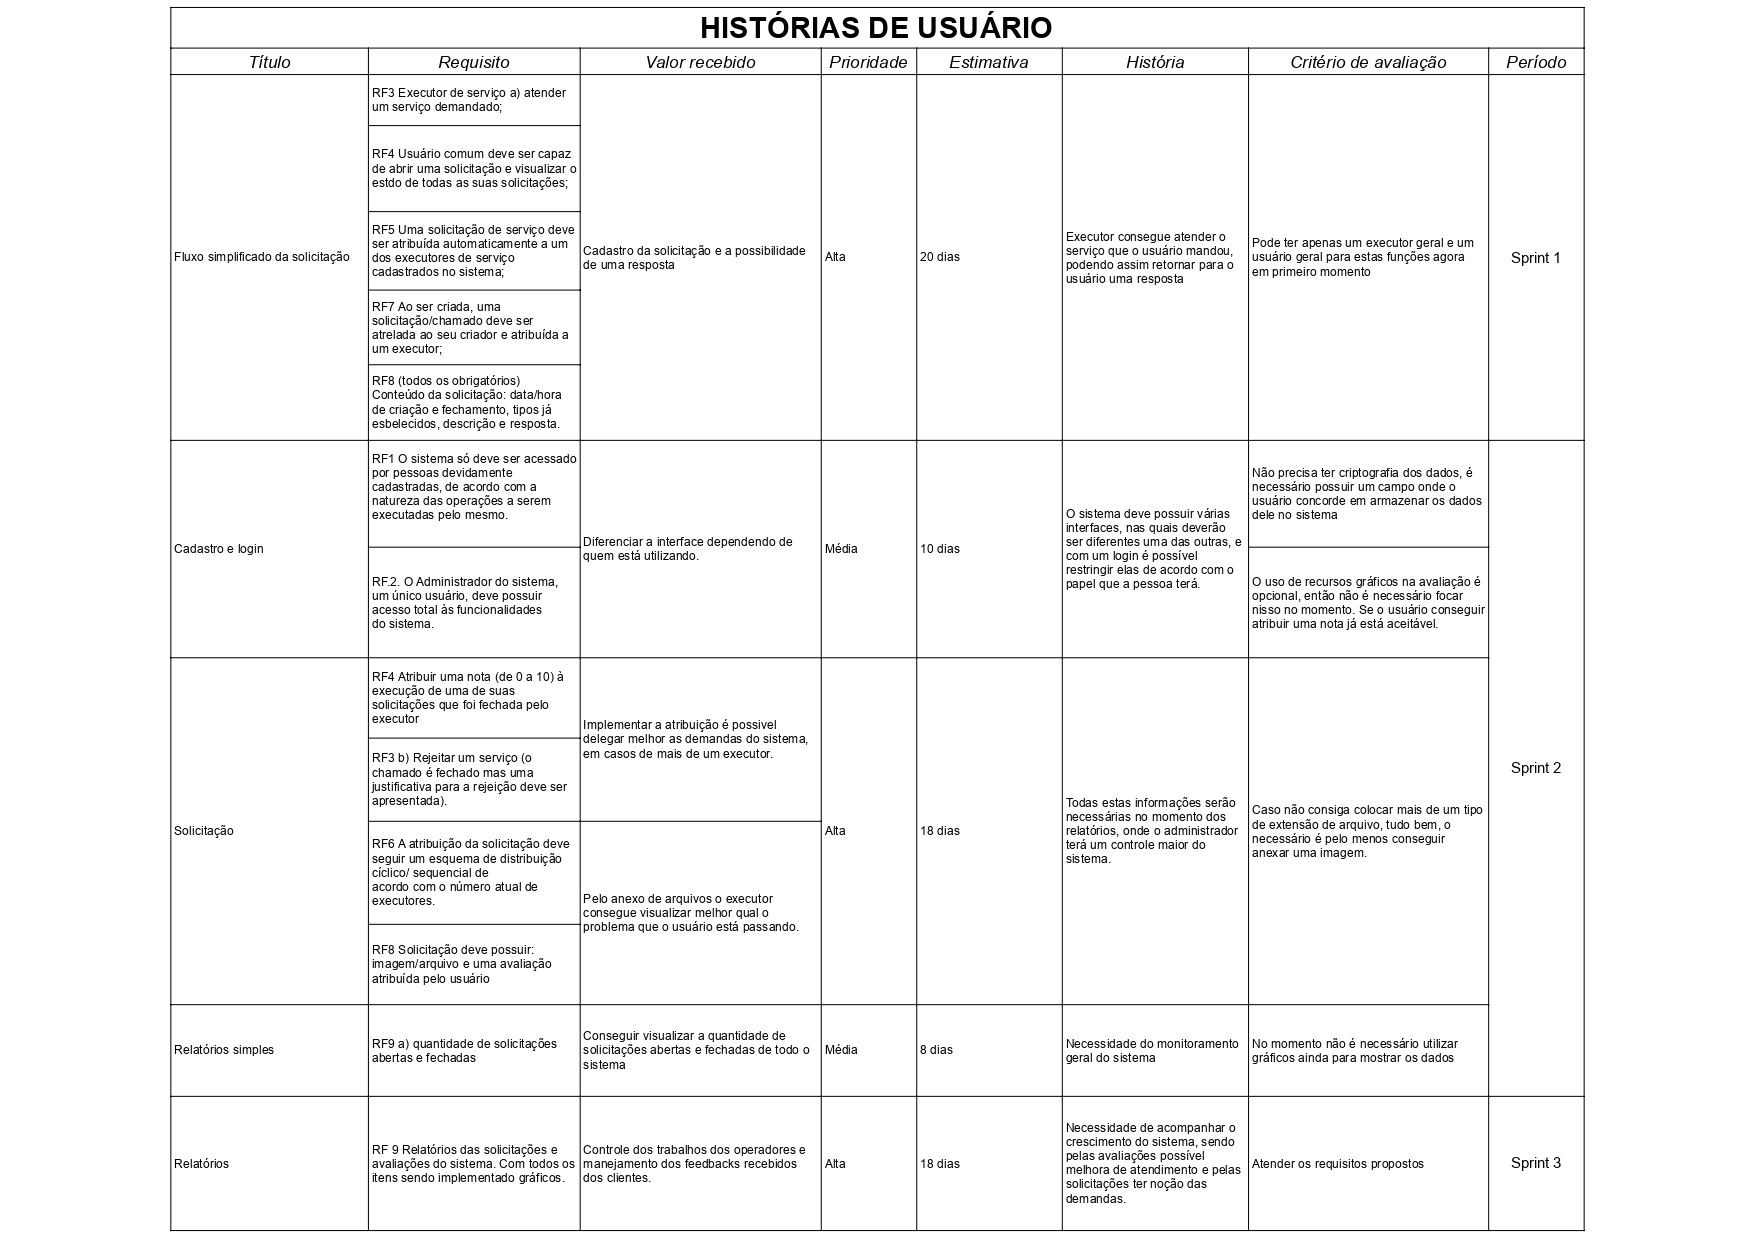 HISTÓRIAS DE USUÁRIO
Título
Requisito
Valor recebido
Prioridade
Estimativa
História
Critério de avaliação
Período
Fluxo simplificado da solicitação
RF3 Executor de serviço a) atender
um serviço demandado;
RF4 Usuário comum deve ser capaz
de abrir uma solicitação e visualizar o
estdo de todas as suas solicitações;
RF5 Uma solicitação de serviço deve
ser atribuída automaticamente a um
dos executores de serviço
cadastrados no sistema;
RF7 Ao ser criada, uma
solicitação/chamado deve ser
atrelada ao seu criador e atribuída a
um executor;
RF8 (todos os obrigatórios)
Conteúdo da solicitação: data/hora
de criação e fechamento, tipos já
esbelecidos, descrição e resposta.
Cadastro da solicitação e a possibilidade
de uma resposta
Alta
20 dias
Executor consegue atender o
serviço que o usuário mandou,
podendo assim retornar para o
usuário uma resposta
Pode ter apenas um executor geral e um
usuário geral para estas funções agora
em primeiro momento
Sprint 1
Cadastro e login
RF1 O sistema só deve ser acessado
por pessoas devidamente
cadastradas, de acordo com a
natureza das operações a serem
executadas pelo mesmo.
RF.2. O Administrador do sistema,
um único usuário, deve possuir
acesso total às funcionalidades
do sistema.
Diferenciar a interface dependendo de
quem está utilizando.
Média
10 dias
O sistema deve possuir várias
interfaces, nas quais deverão
ser diferentes uma das outras, e
com um login é possível
restringir elas de acordo com o
papel que a pessoa terá.
Não precisa ter criptografia dos dados, é
necessário possuir um campo onde o
usuário concorde em armazenar os dados
dele no sistema
O uso de recursos gráficos na avaliação é
opcional, então não é necessário focar
nisso no momento. Se o usuário conseguir
atribuir uma nota já está aceitável.
Sprint 2
Solicitação
RF4 Atribuir uma nota (de 0 a 10) à
execução de uma de suas
solicitações que foi fechada pelo
executor
RF3 b) Rejeitar um serviço (o
chamado é fechado mas uma
justificativa para a rejeição deve ser
apresentada).
RF6 A atribuição da solicitação deve
seguir um esquema de distribuição
cíclico/ sequencial de
acordo com o número atual de
executores.
RF8 Solicitação deve possuir:
imagem/arquivo e uma avaliação
atribuída pelo usuário
Implementar a atribuição é possivel
delegar melhor as demandas do sistema,
em casos de mais de um executor.
Pelo anexo de arquivos o executor
consegue visualizar melhor qual o
problema que o usuário está passando.
Alta
18 dias
Todas estas informações serão
necessárias no momento dos
relatórios, onde o administrador
terá um controle maior do
sistema.
Caso não consiga colocar mais de um tipo
de extensão de arquivo, tudo bem, o
necessário é pelo menos conseguir
anexar uma imagem.
Relatórios simples
RF9 a) quantidade de solicitações
abertas e fechadas
Conseguir visualizar a quantidade de
solicitações abertas e fechadas de todo o
sistema
Média
8 dias
Necessidade do monitoramento
geral do sistema
No momento não é necessário utilizar
gráficos ainda para mostrar os dados
Relatórios
RF 9 Relatórios das solicitações e
avaliações do sistema. Com todos os
itens sendo implementado gráficos.
Controle dos trabalhos dos operadores e
manejamento dos feedbacks recebidos
dos clientes.
Alta
18 dias
Necessidade de acompanhar o
crescimento do sistema, sendo
pelas avaliações possível
melhora de atendimento e pelas
solicitações ter noção das
demandas.
Atender os requisitos propostos
Sprint 3